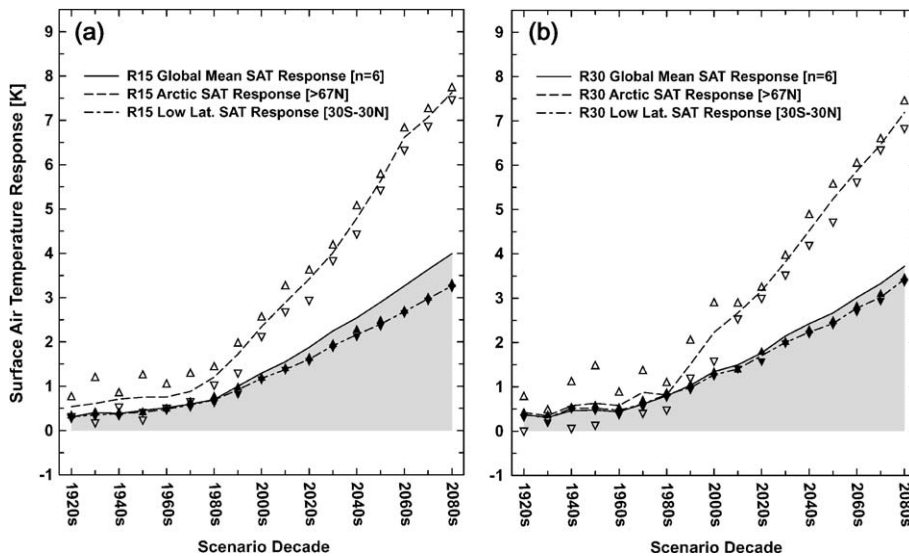 Surface Air Temperature Response [K]
9
8
7
6
5
4
3
2
1
0
-1
(a)
R15 Global Mean SAT Response [n=6]
R15 Arctic SAT Response [>67N]
R15 Low Lat. SAT Response [30S-30N]
1920s
1940s
1960s
1980s
2000s
2020s
2040s
2060s
2080s
Scenario Decade
9
8
7
6
5
4
3
2
1
0
-1
(b)
R30 Global Mean SAT Response [n=6]
R30 Arctic SAT Response [>67N]
R30 Low Lat. SAT Response [30S-30N]
1920s
1940s
1960s
1980s
2000s
2020s
2040s
2060s
2080s
Scenario Decade